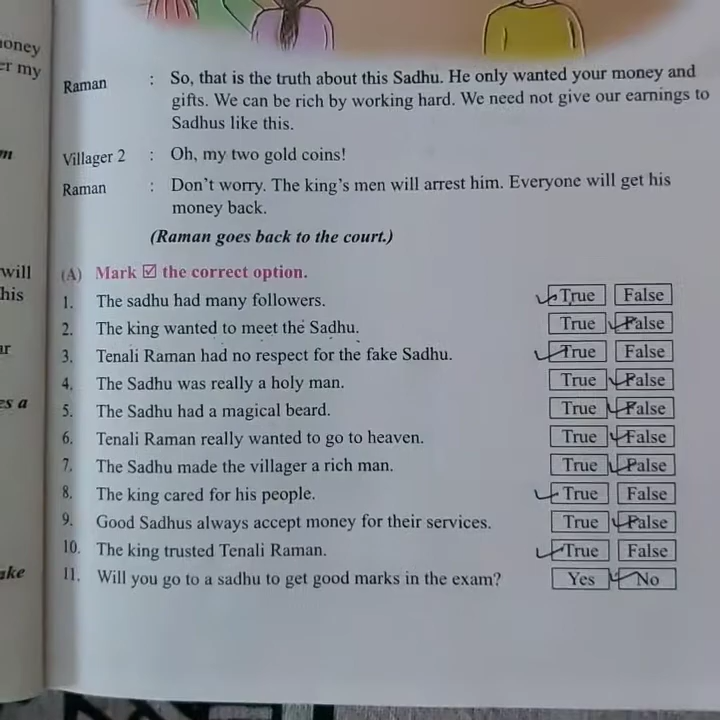 oney
er my
m
will
his
ar
es a
ake
Raman : So, that is the truth about this Sadhu. He only wanted your money and
gifts. We can be rich by working hard. We need not give our earnings to
Sadhus like this.
Villager 2 : Oh, my two gold coins!
Raman : Don't worry. The king's men will arrest him. Everyone will get his
money back.
(Raman goes back to the court.)
(A) Mark ☑ the correct option.
1. The sadhu had many followers. True False
2. The king wanted to meet the Sadhu. True False
3. Tenali Raman had no respect for the fake Sadhu. True False
4. The Sadhu was really a holy man. True False
5. The Sadhu had a magical beard. True False
6. Tenali Raman really wanted to go to heaven. True False
7. The Sadhu made the villager a rich man. True False
8. The king cared for his people. True False
9. Good Sadhus always accept money for their services. True False
10. The king trusted Tenali Raman. True False
11. Will you go to a sadhu to get good marks in the exam? Yes No